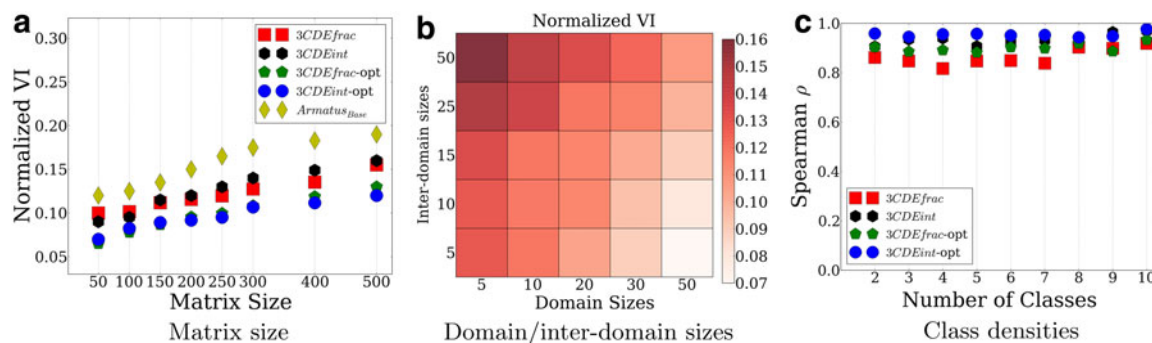 a
Normalized VI
0.30
0.25
0.20
0.15
0.10
0.05
3CDEfrac
3CDEint
3CDEfrac-opt
3CDEint-opt
ArmatusBase
50 100 150 200 250 300 400 500
Matrix Size
Matrix size
b
Normalized VI
Inter-domain sizes
50
25
15
10
5
5 10 20 30 50
Domain Sizes
0.16
0.15
0.14
0.13
0.12
0.11
0.10
0.09
0.08
0.07
Domain/inter-domain sizes
c
Spearman ρ
1.0
0.8
0.6
0.4
0.2
0.0
3CDEfrac
3CDEint
3CDEfrac-opt
3CDEint-opt
2 3 4 5 6 7 8 9 10
Number of Classes
Class densities